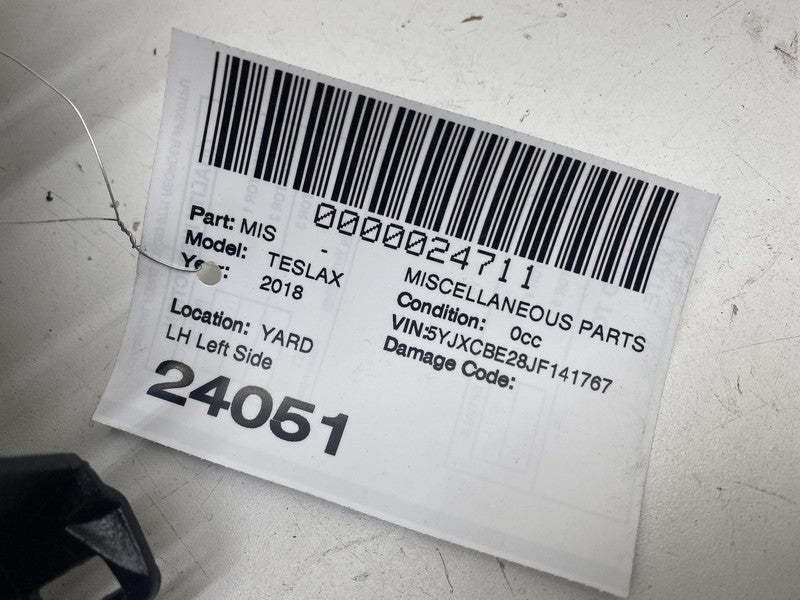 0000024711
Part: MIS - MISCELLANEOUS PARTS
Model: TESLAX Condition: 0cc
Year: 2018 VIN:5YJXCBE28JF141767
Damage Code:
Location: YARD
LH Left Side
24051